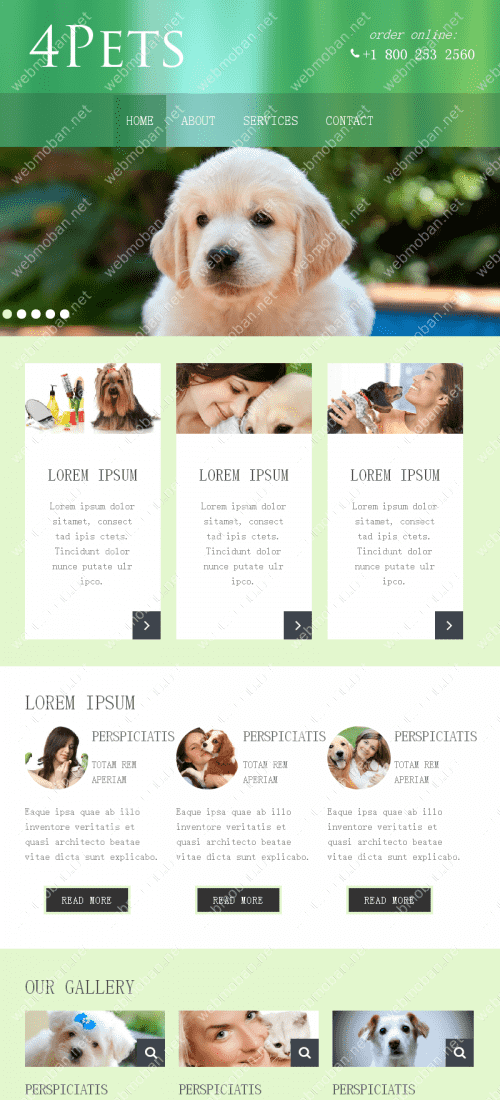 4PETS
order online:
+1 800 253 2560
HOME ABOUT SERVICES CONTACT
LOREM IPSUM
Lorem ipsum dolor
sitamet, consect
tad ipis ctets.
Tincidunt dolor
nunce putate ulr
ipco.
LOREM IPSUM
Lorem ipsum dolor
sitamet, consect
tad ipis ctets.
Tincidunt dolor
nunce putate ulr
ipco.
LOREM IPSUM
Lorem ipsum dolor
sitamet, consect
tad ipis ctets.
Tincidunt dolor
nunce putate ulr
ipco.
LOREM IPSUM
PERSPICIATIS
TOTAM REM
APERIAM
Eaque ipsa quae ab illo
inventore veritatis et
quasi architecto beatae
vitae dicta sunt explicabo.
READ MORE
PERSPICIATIS
TOTAM REM
APERIAM
Eaque ipsa quae ab illo
inventore veritatis et
quasi architecto beatae
vitae dicta sunt explicabo.
READ MORE
PERSPICIATIS
TOTAM REM
APERIAM
Eaque ipsa quae ab illo
inventore veritatis et
quasi architecto beatae
vitae dicta sunt explicabo.
READ MORE
OUR GALLERY
PERSPICIATIS
PERSPICIATIS
PERSPICIATIS
webmoban.net